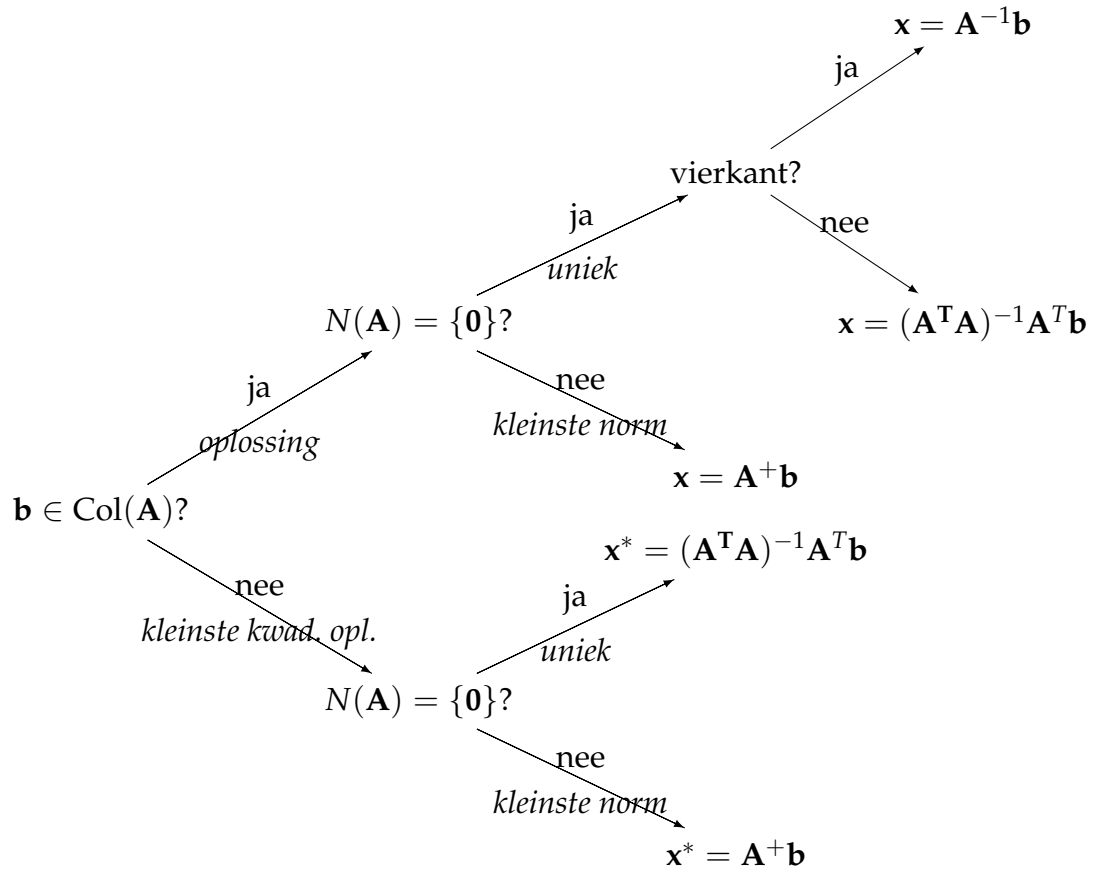 x = A⁻¹b
ja
vierkant?
ja
nee
uniek
N(A) = {0}?
x = (AᵀA)⁻¹Aᵀb
ja
nee
oplossing
kleinste norm
x = A⁺b
b ∈ Col(A)?
x* = (AᵀA)⁻¹Aᵀb
nee
ja
kleinste kwad. opl.
uniek
N(A) = {0}?
nee
kleinste norm
x* = A⁺b